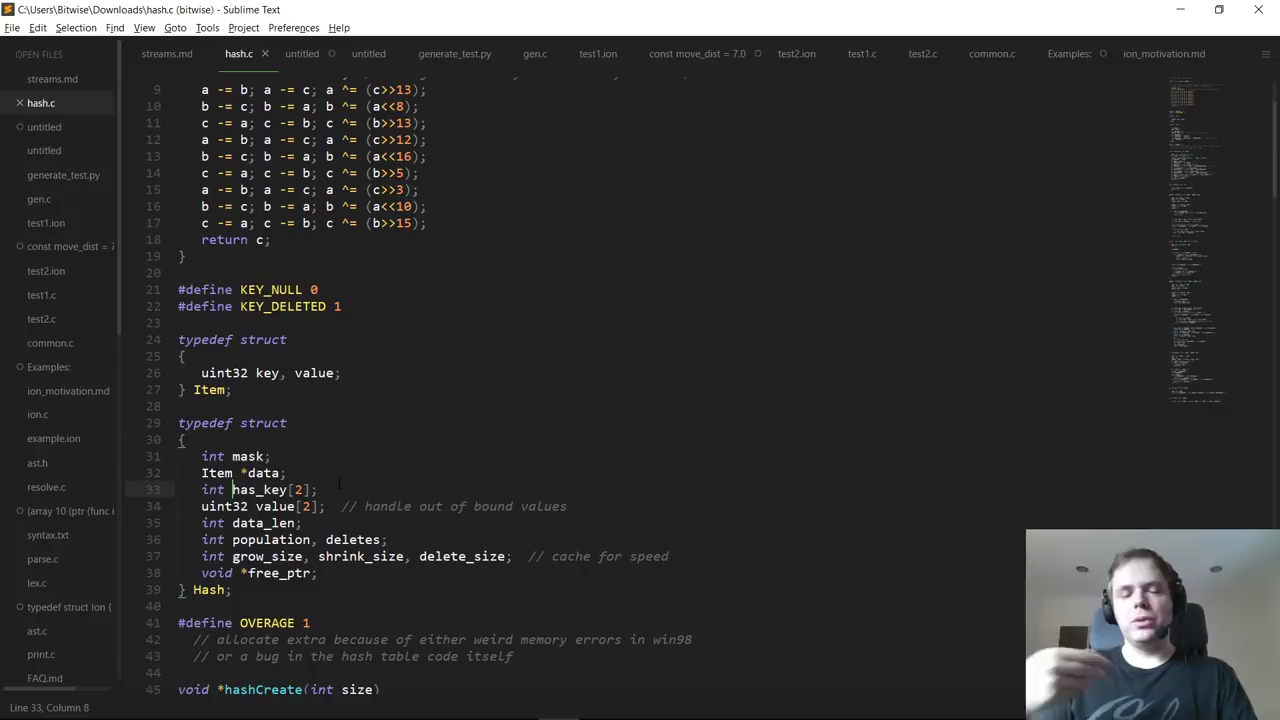 C:\Users\Bitwise\Downloads\hash.c (bitwise) - Sublime Text
File Edit Selection Find View Goto Tools Project Preferences Help
OPEN FILES
streams.md
hash.c
untitled
untitled
generate_test.py
gen.c
test1.ion
const move_dist = 7
test2.ion
test1.c
test2.c
common.c
Examples:
ion_motivation.md
ion.c
example.ion
ast.h
resolve.c
(array 10 (ptr (func i
syntax.txt
parse.c
lex.c
typedef struct Ion {
ast.c
print.c
FAQ.md
streams.md hash.c untitled untitled generate_test.py gen.c test1.ion const move_dist = 7.0 test2.ion test1.c test2.c common.c Examples: ion_motivation.md
9 a -= b; a -= c; a ^= (c>>13);
10 b -= c; b -= a; b ^= (a<<8);
11 c -= a; c -= b; c ^= (b>>13);
12 a -= b; a -= c; a ^= (c>>12);
13 b -= c; b -= a; b ^= (a<<16);
14 c -= a; c -= b; c ^= (b>>5);
15 a -= b; a -= c; a ^= (c>>3);
16 b -= c; b -= a; b ^= (a<<10);
17 c -= a; c -= b; c ^= (b>>15);
18 return c;
19 }
20
21 #define KEY_NULL 0
22 #define KEY_DELETED 1
23
24 typedef struct
25 {
26 uint32 key, value;
27 } Item;
28
29 typedef struct
30 {
31 int mask;
32 Item *data;
33 int has_key[2];
34 uint32 value[2]; // handle out of bound values
35 int data_len;
36 int population, deletes;
37 int grow_size, shrink_size, delete_size; // cache for speed
38 void *free_ptr;
39 } Hash;
40
41 #define OVERAGE 1
42 // allocate extra because of either weird memory errors in win98
43 // or a bug in the hash table code itself
44
45 void *hashCreate(int size)
Line 33, Column 8